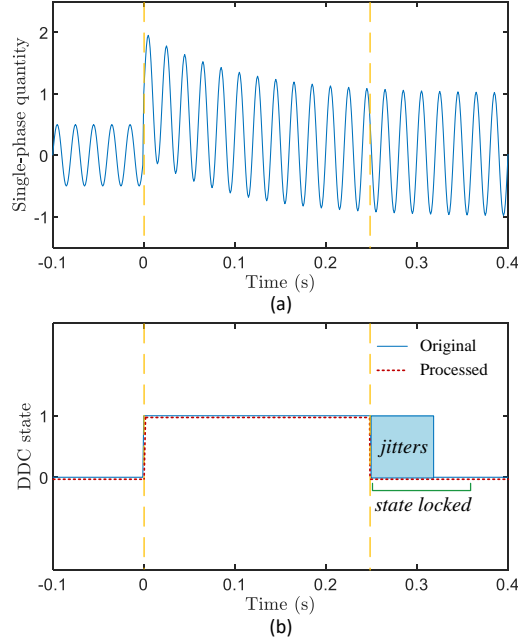 2
1
0
-1
Single-phase quantity
-0.1 0 0.1 0.2 0.3 0.4
Time (s)
(a)
Original
Processed
1
0
DDC state
jitters
state locked
-0.1 0 0.1 0.2 0.3 0.4
Time (s)
(b)